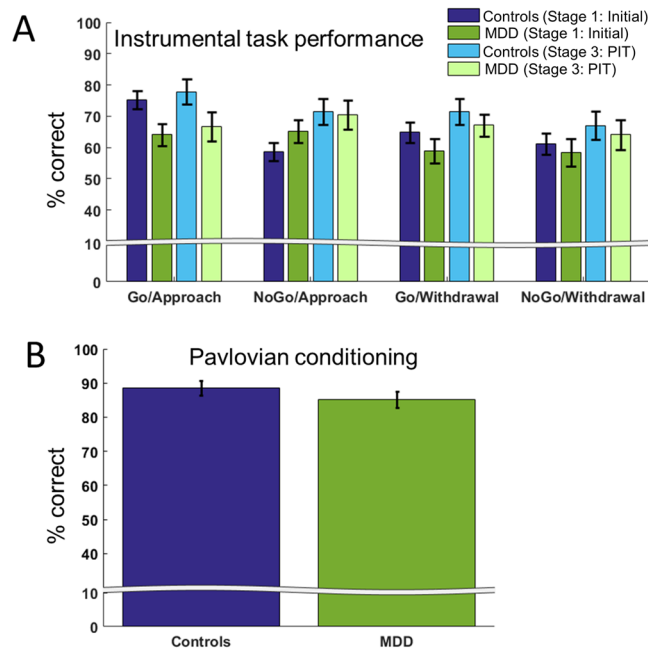 A
Instrumental task performance
Controls (Stage 1: Initial)
MDD (Stage 1: Initial)
Controls (Stage 3: PIT)
MDD (Stage 3: PIT)
% correct
100
90
80
70
60
50
40
10
0
Go/Approach NoGo/Approach Go/Withdrawal NoGo/Withdrawal
B
Pavlovian conditioning
% correct
100
90
80
70
60
50
40
10
0
Controls MDD